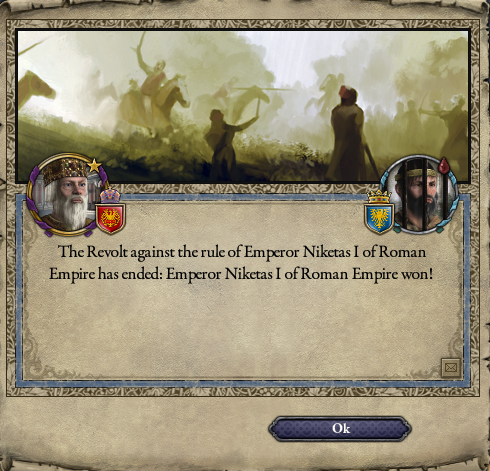 The Revolt against the rule of Emperor Niketas I of Roman
Empire has ended: Emperor Niketas I of Roman Empire won!
Ok